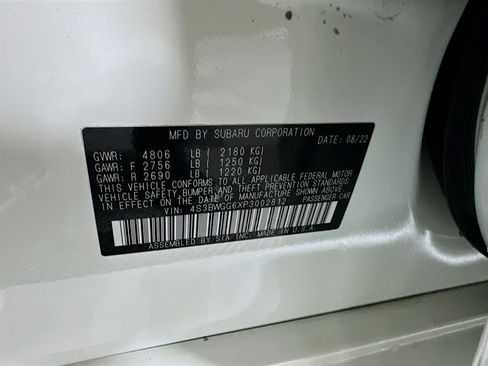 MFD BY SUBARU CORPORATION DATE: 08/22
GVWR: 4806 LB ( 2180 KG)
GAWR: F 2756 LB ( 1250 KG)
GAWR: R 2690 LB ( 1220 KG)
THIS VEHICLE CONFORMS TO ALL APPLICABLE FEDERAL MOTOR
VEHICLE SAFETY,BUMPER,AND THEFT PREVENTION STANDARDS
IN EFFECT ON THE DATE OF MANUFACTURE SHOWN ABOVE.
VIN: 4S3BWGG6XP3002812 PASSENGER CAR
ASSEMBLED BY SIA INC. IN U.S.A.